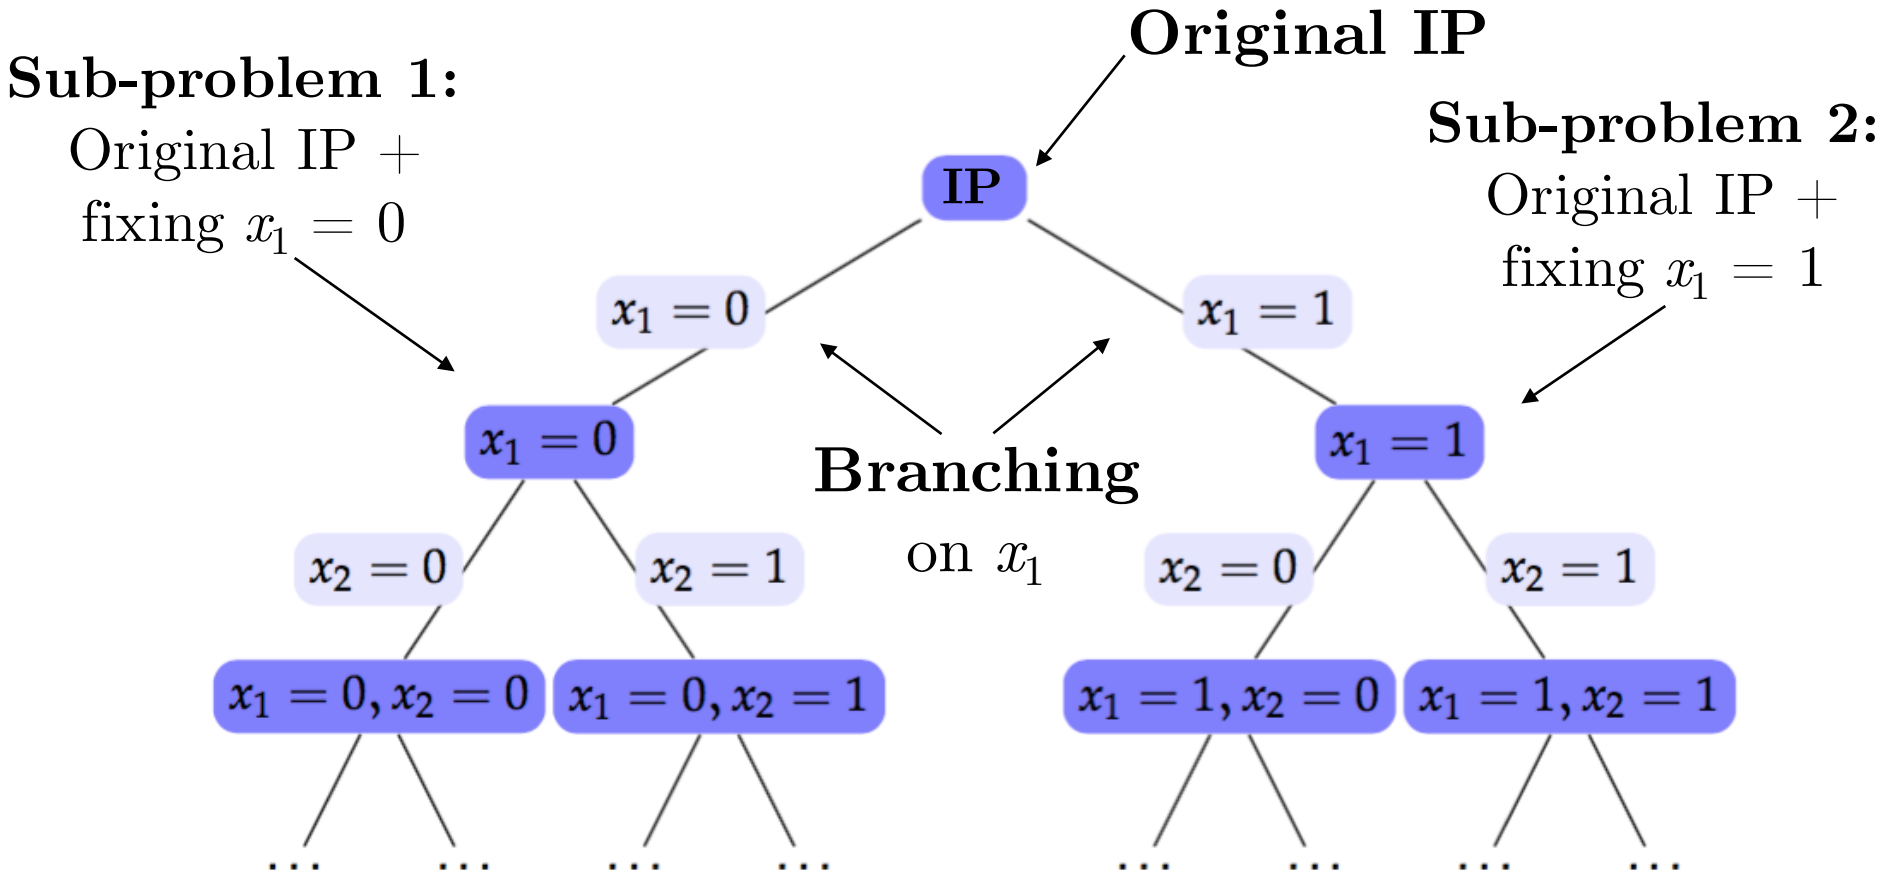 Original IP
Sub-problem 1:
Original IP +
fixing x₁ = 0
Sub-problem 2:
Original IP +
fixing x₁ = 1
IP
x₁ = 0
x₁ = 1
x₁ = 0
x₁ = 1
Branching
on x₁
x₂ = 0
x₂ = 1
x₂ = 0
x₂ = 1
x₁ = 0, x₂ = 0
x₁ = 0, x₂ = 1
x₁ = 1, x₂ = 0
x₁ = 1, x₂ = 1
... ... ... ... ... ... ... ...